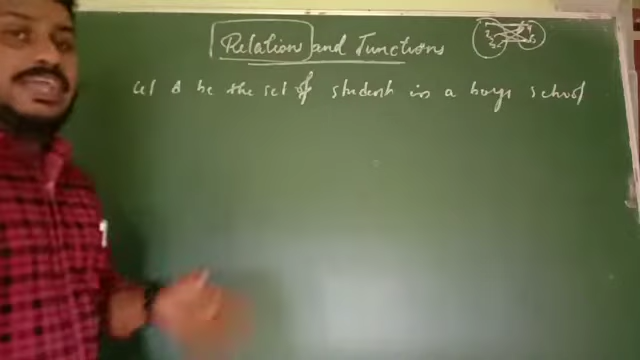 Relation and Functions
Let A be the set of students in a boys school